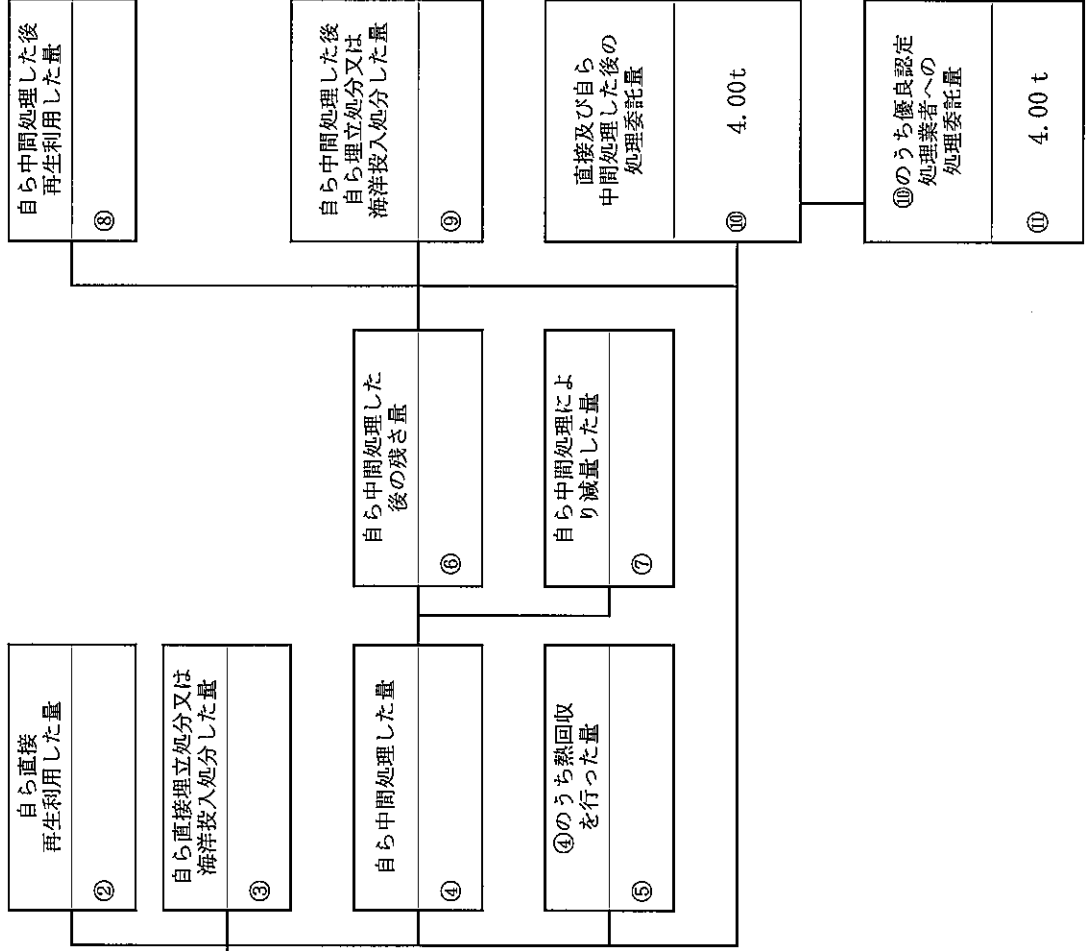 自ら直接
再生利用した量
②
自ら直接埋立処分又は
海洋投入処分した量
③
自ら中間処理した量
④
④のうち熱回収
を行った量
⑤
自ら中間処理した
後の残さ量
⑥
自ら中間処理によ
り減量した量
⑦
自ら中間処理した後
再生利用した量
⑧
自ら中間処理した後
自ら埋立処分又は
海洋投入処分した量
⑨
直接及び自ら
中間処理した後の
処理委託量
⑩ 4.00t
⑩のうち優良認定
処理業者への
処理委託量
⑪ 4.00 t